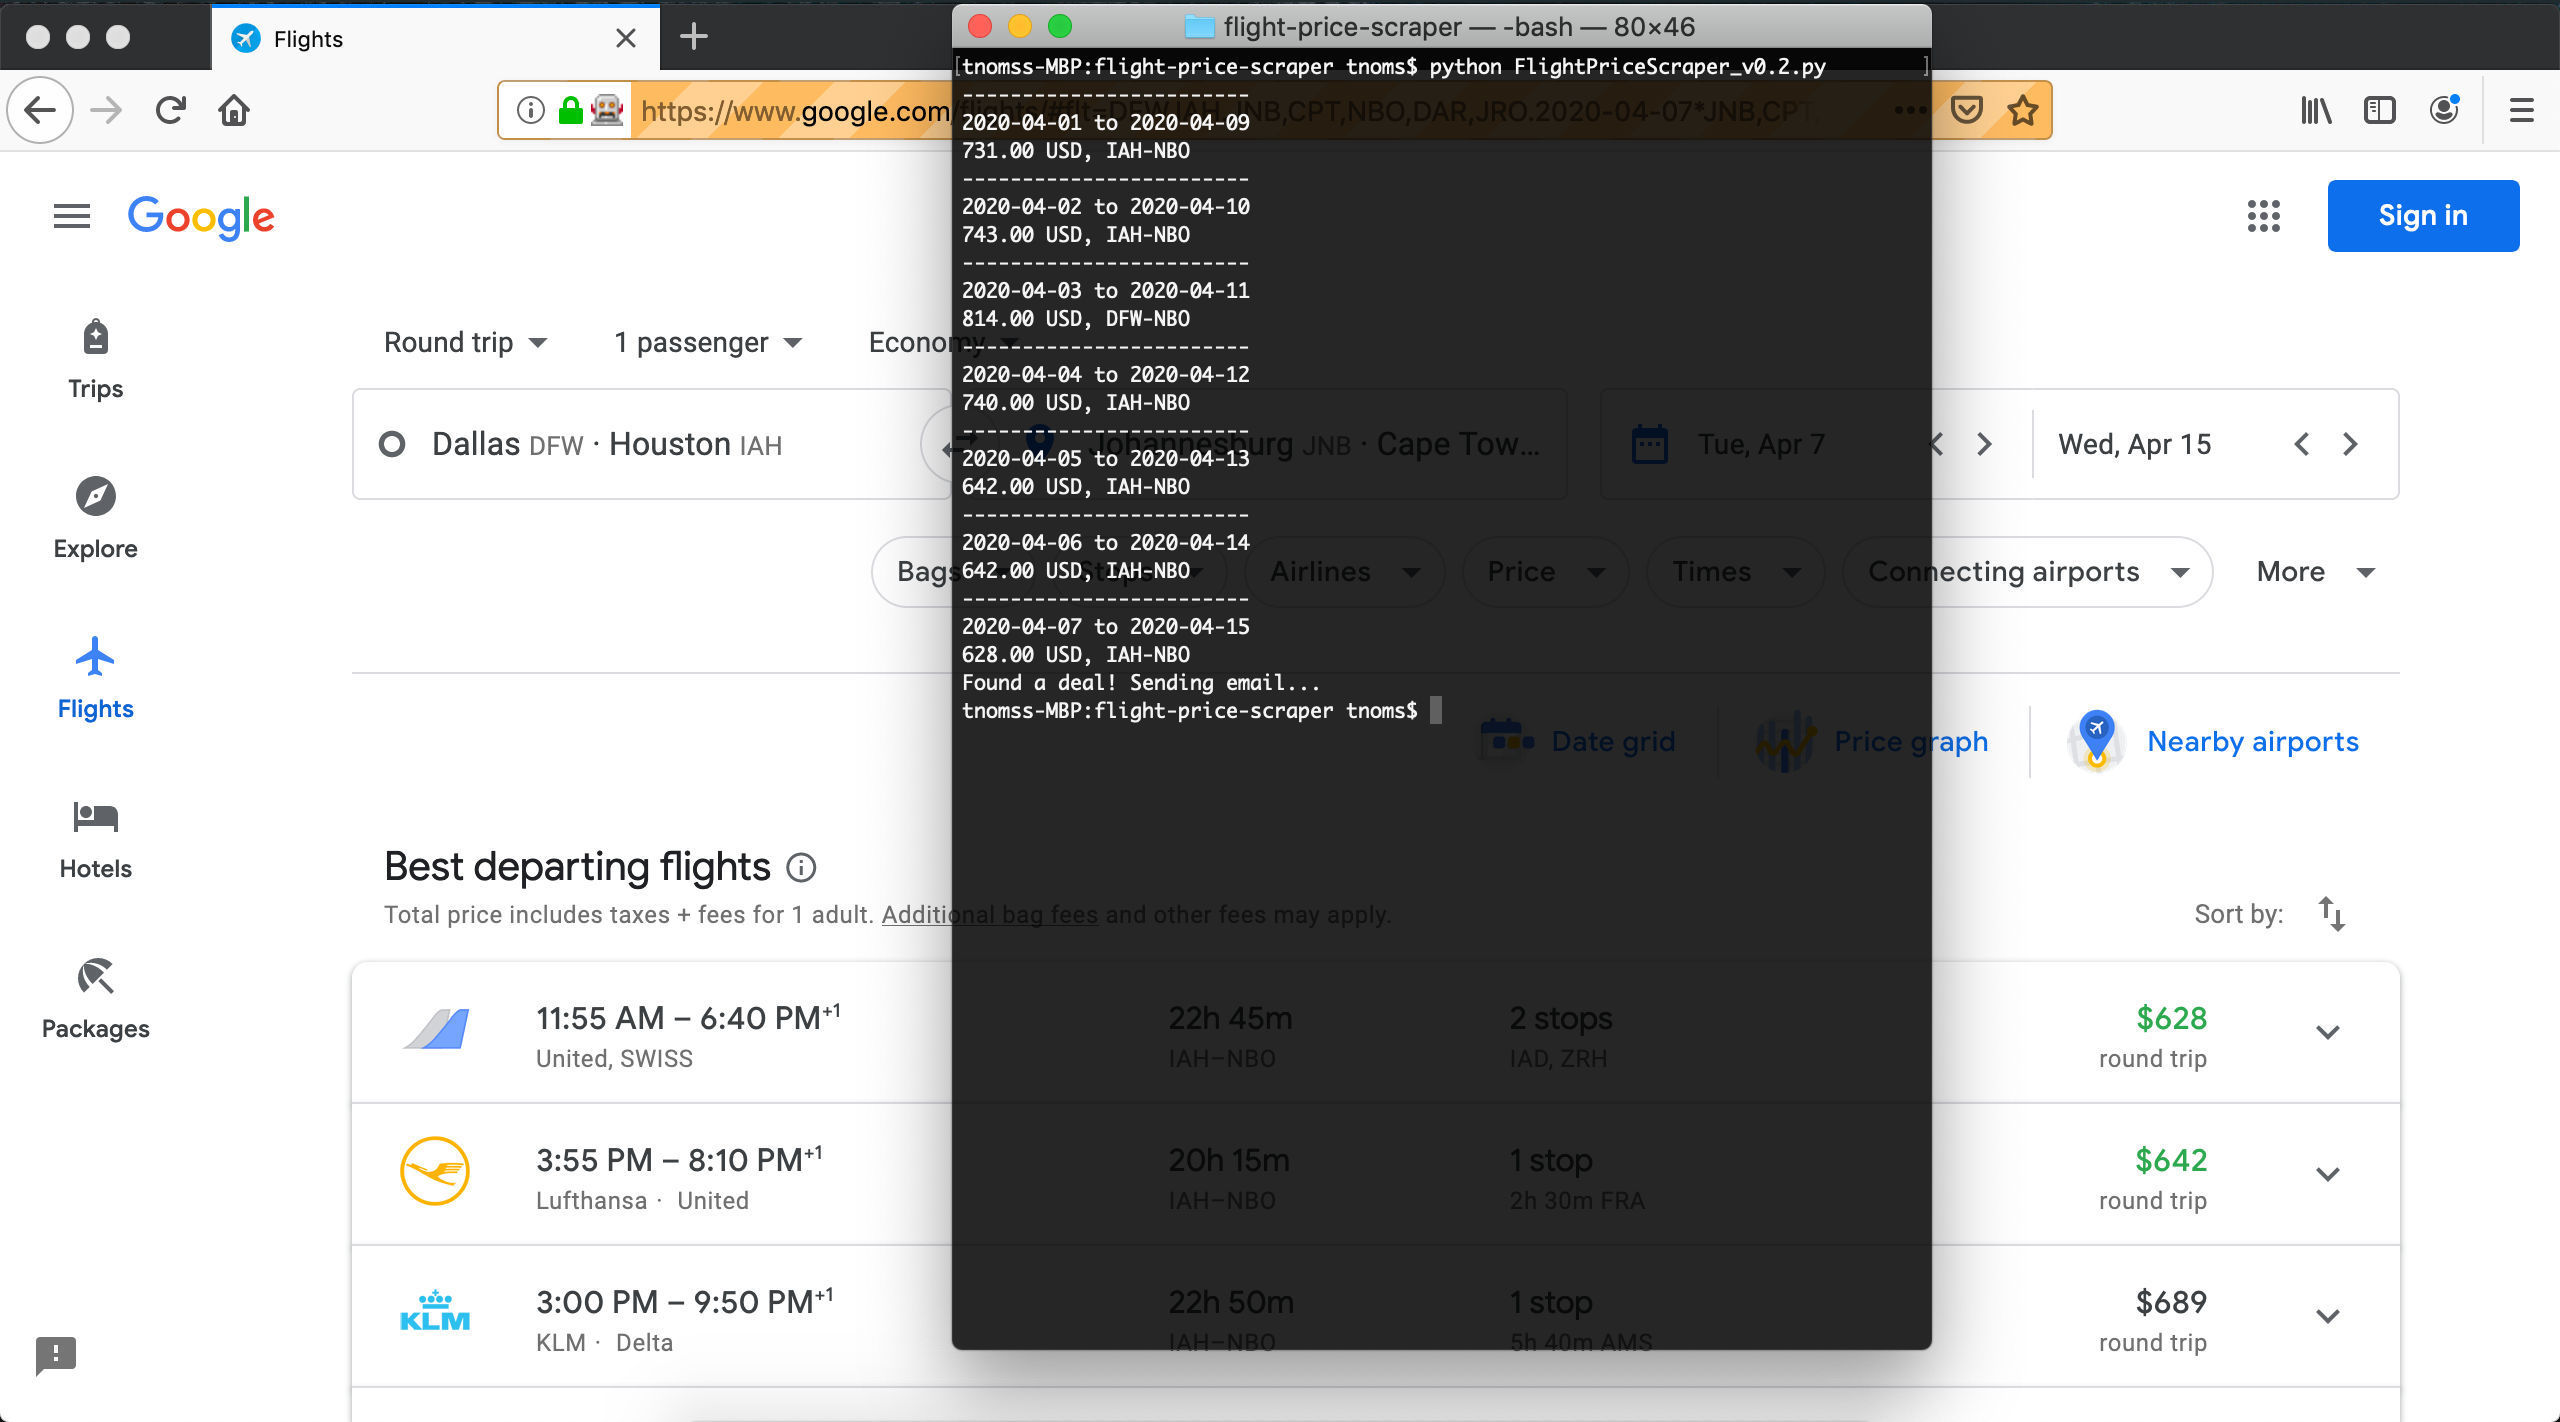 Flights
flight-price-scraper — -bash — 80×46
[tnomss-MBP:flight-price-scraper tnoms$ python FlightPriceScraper_v0.2.py ]
------------------------
2020-04-01 to 2020-04-09
731.00 USD, IAH-NBO
------------------------
2020-04-02 to 2020-04-10
743.00 USD, IAH-NBO
------------------------
2020-04-03 to 2020-04-11
814.00 USD, DFW-NBO
------------------------
2020-04-04 to 2020-04-12
740.00 USD, IAH-NBO
------------------------
2020-04-05 to 2020-04-13
642.00 USD, IAH-NBO
------------------------
2020-04-06 to 2020-04-14
642.00 USD, IAH-NBO
------------------------
2020-04-07 to 2020-04-15
628.00 USD, IAH-NBO
Found a deal! Sending email...
tnomss-MBP:flight-price-scraper tnoms$
https://www.google.com/flights/#flt=DFW,IAH,JNB,CPT,NBO,DAR,JRO.2020-04-07*JNB,CPT,
Google
Sign in
Trips
Explore
Flights
Hotels
Packages
Round trip 1 passenger Economy
Dallas DFW · Houston IAH Johannesburg JNB · Cape Tow... Tue, Apr 7 Wed, Apr 15
Bags Stops Airlines Price Times Connecting airports More
Date grid Price graph Nearby airports
Best departing flights
Total price includes taxes + fees for 1 adult. Additional bag fees and other fees may apply.
Sort by:
11:55 AM – 6:40 PM+1 22h 45m 2 stops $628
United, SWISS IAH–NBO IAD, ZRH round trip
3:55 PM – 8:10 PM+1 20h 15m 1 stop $642
Lufthansa · United IAH–NBO 2h 30m FRA round trip
3:00 PM – 9:50 PM+1 22h 50m 1 stop $689
KLM
KLM · Delta IAH–NBO 5h 40m AMS round trip